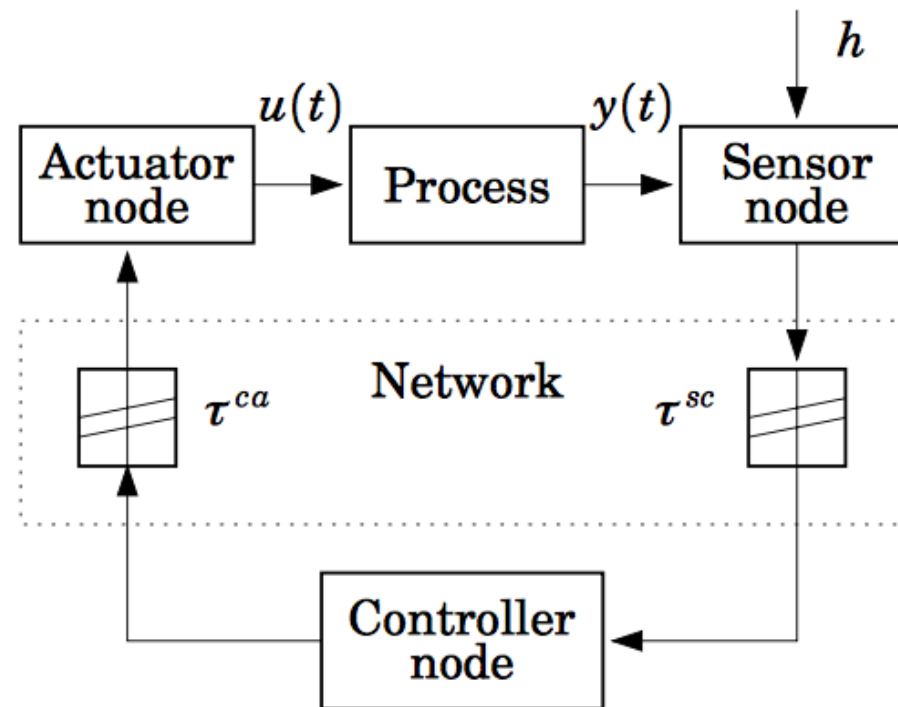 h
u(t)
y(t)
Actuator
node
Process
Sensor
node
Network
τ^{ca}
τ^{sc}
Controller
node